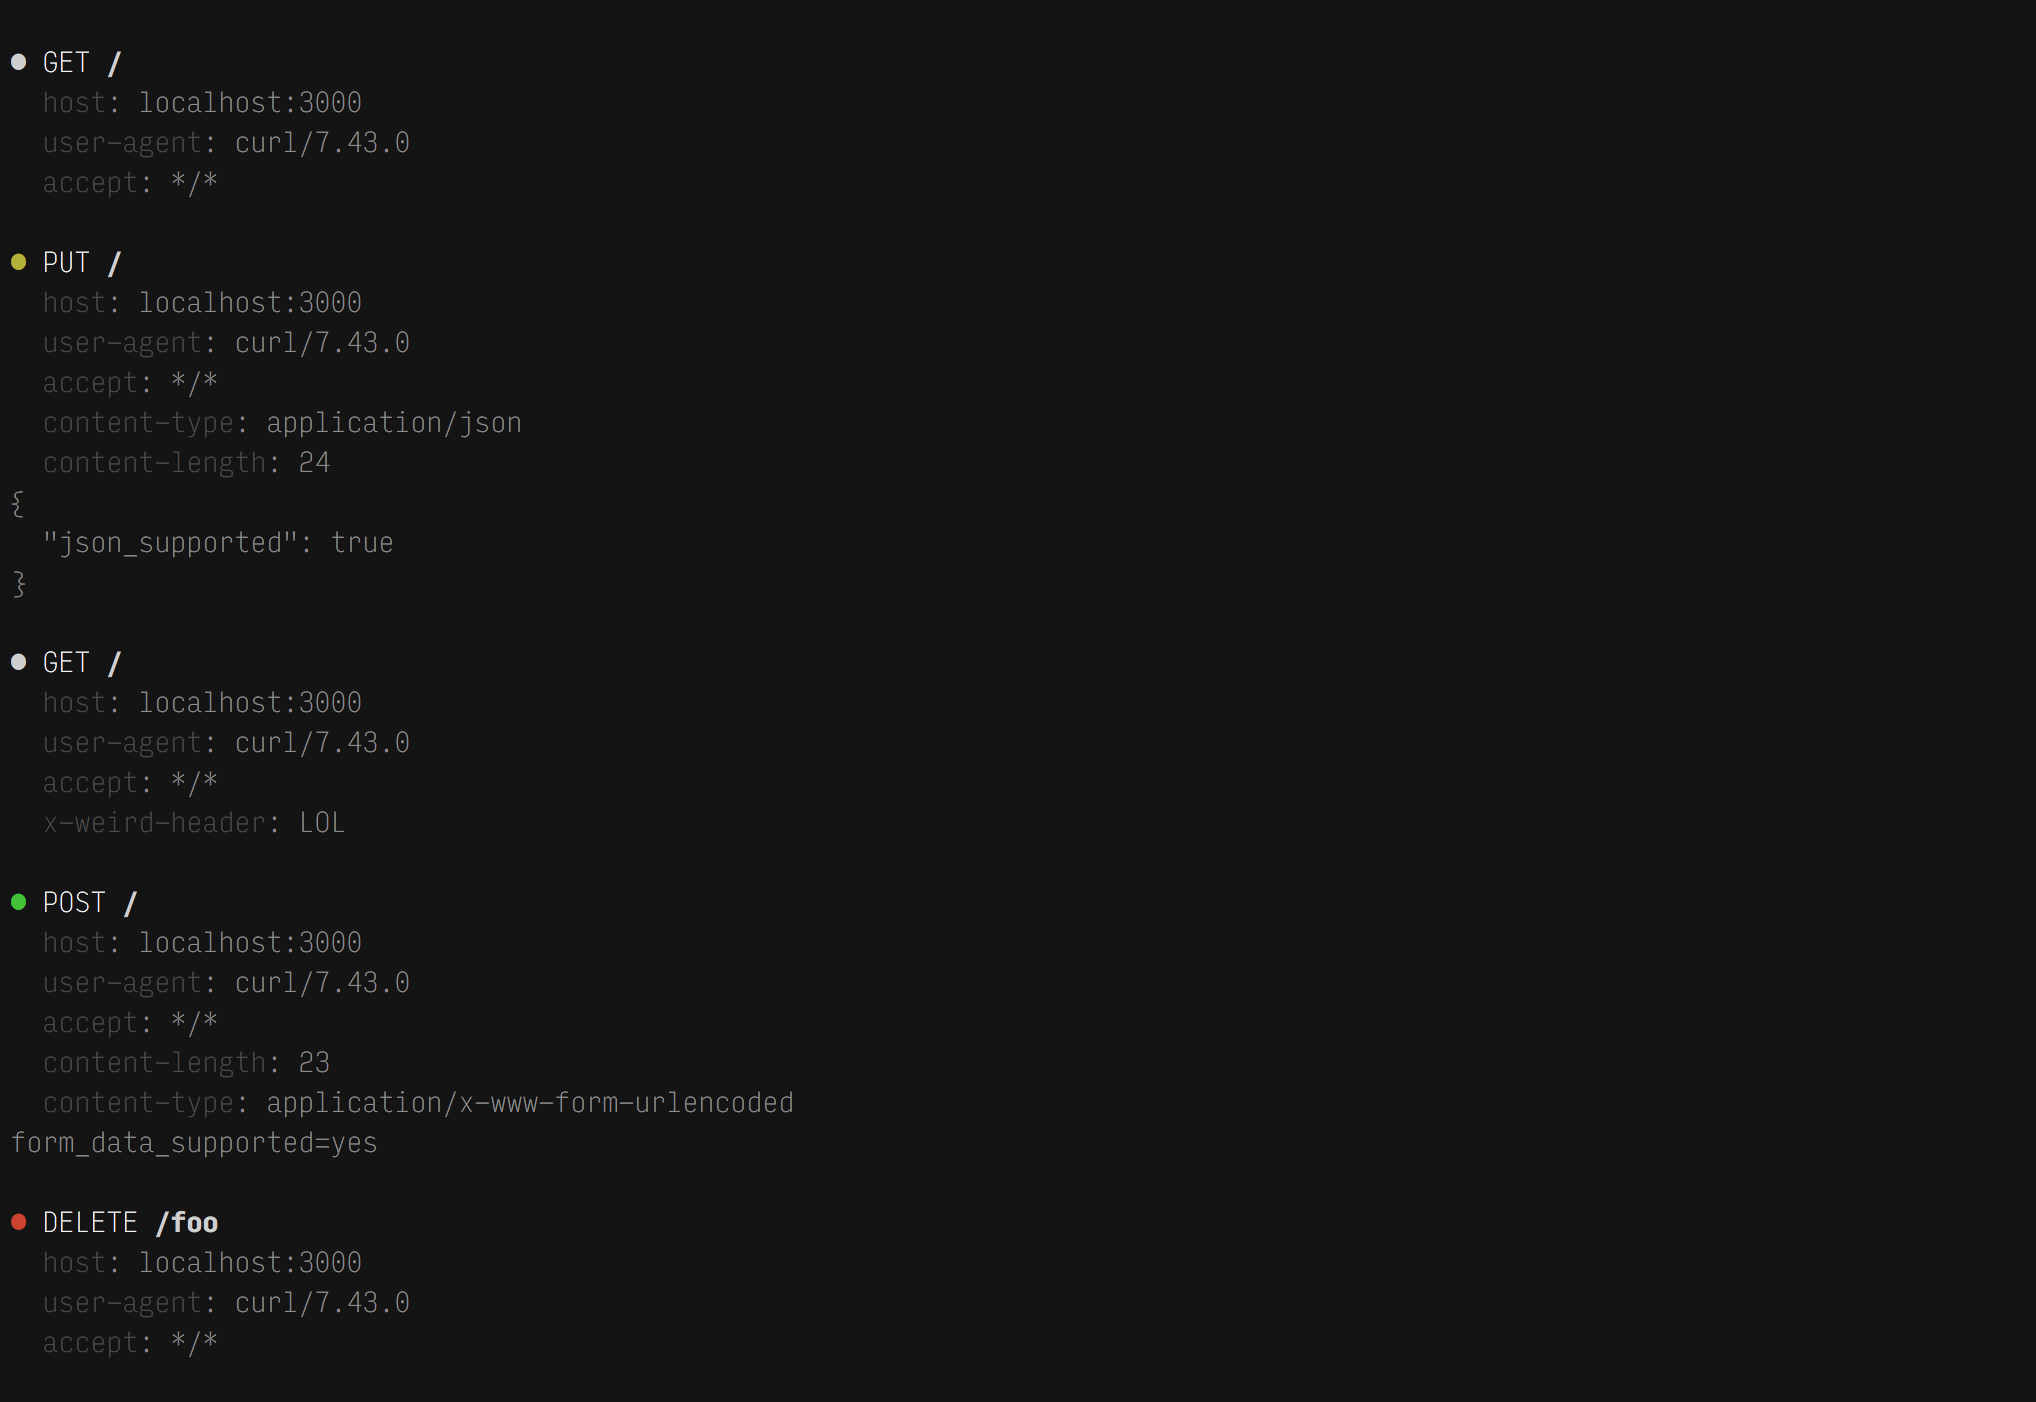 ● GET /
host: localhost:3000
user-agent: curl/7.43.0
accept: */*
● PUT /
host: localhost:3000
user-agent: curl/7.43.0
accept: */*
content-type: application/json
content-length: 24
{
"json_supported": true
}
● GET /
host: localhost:3000
user-agent: curl/7.43.0
accept: */*
x-weird-header: LOL
● POST /
host: localhost:3000
user-agent: curl/7.43.0
accept: */*
content-length: 23
content-type: application/x-www-form-urlencoded
form_data_supported=yes
● DELETE /foo
host: localhost:3000
user-agent: curl/7.43.0
accept: */*